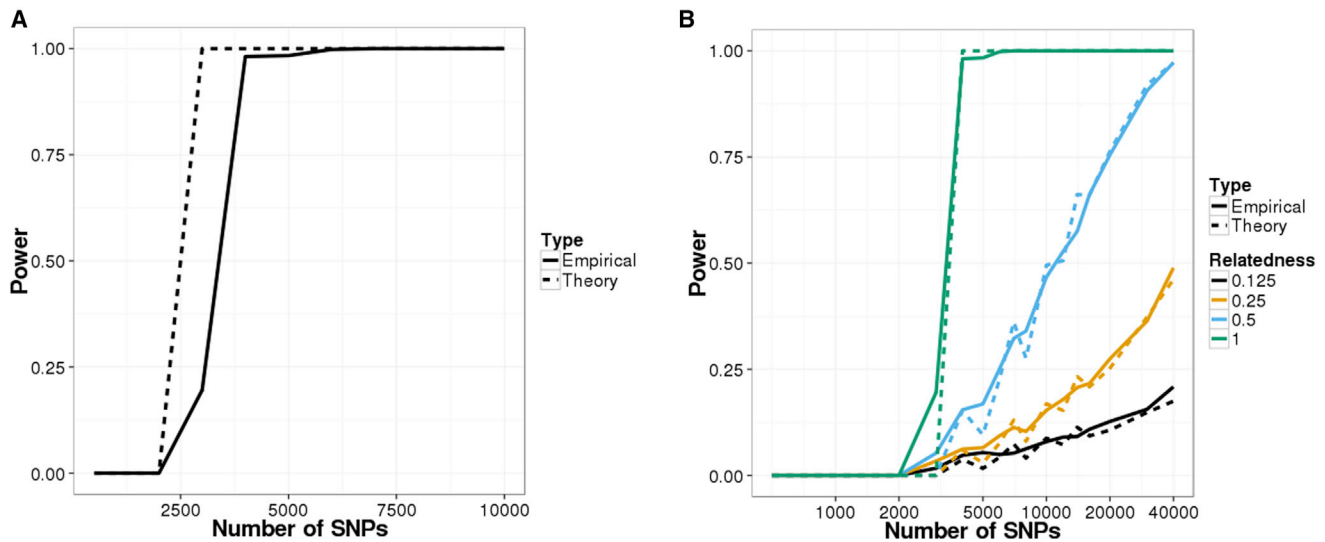 A
1.00
0.75
0.50
0.25
0.00
Power
2500
5000
7500
10000
Number of SNPs
Type
Empirical
Theory
B
1.00
0.75
0.50
0.25
0.00
Power
1000
2000
5000
10000
20000
40000
Number of SNPs
Type
Empirical
Theory
Relatedness
0.125
0.25
0.5
1